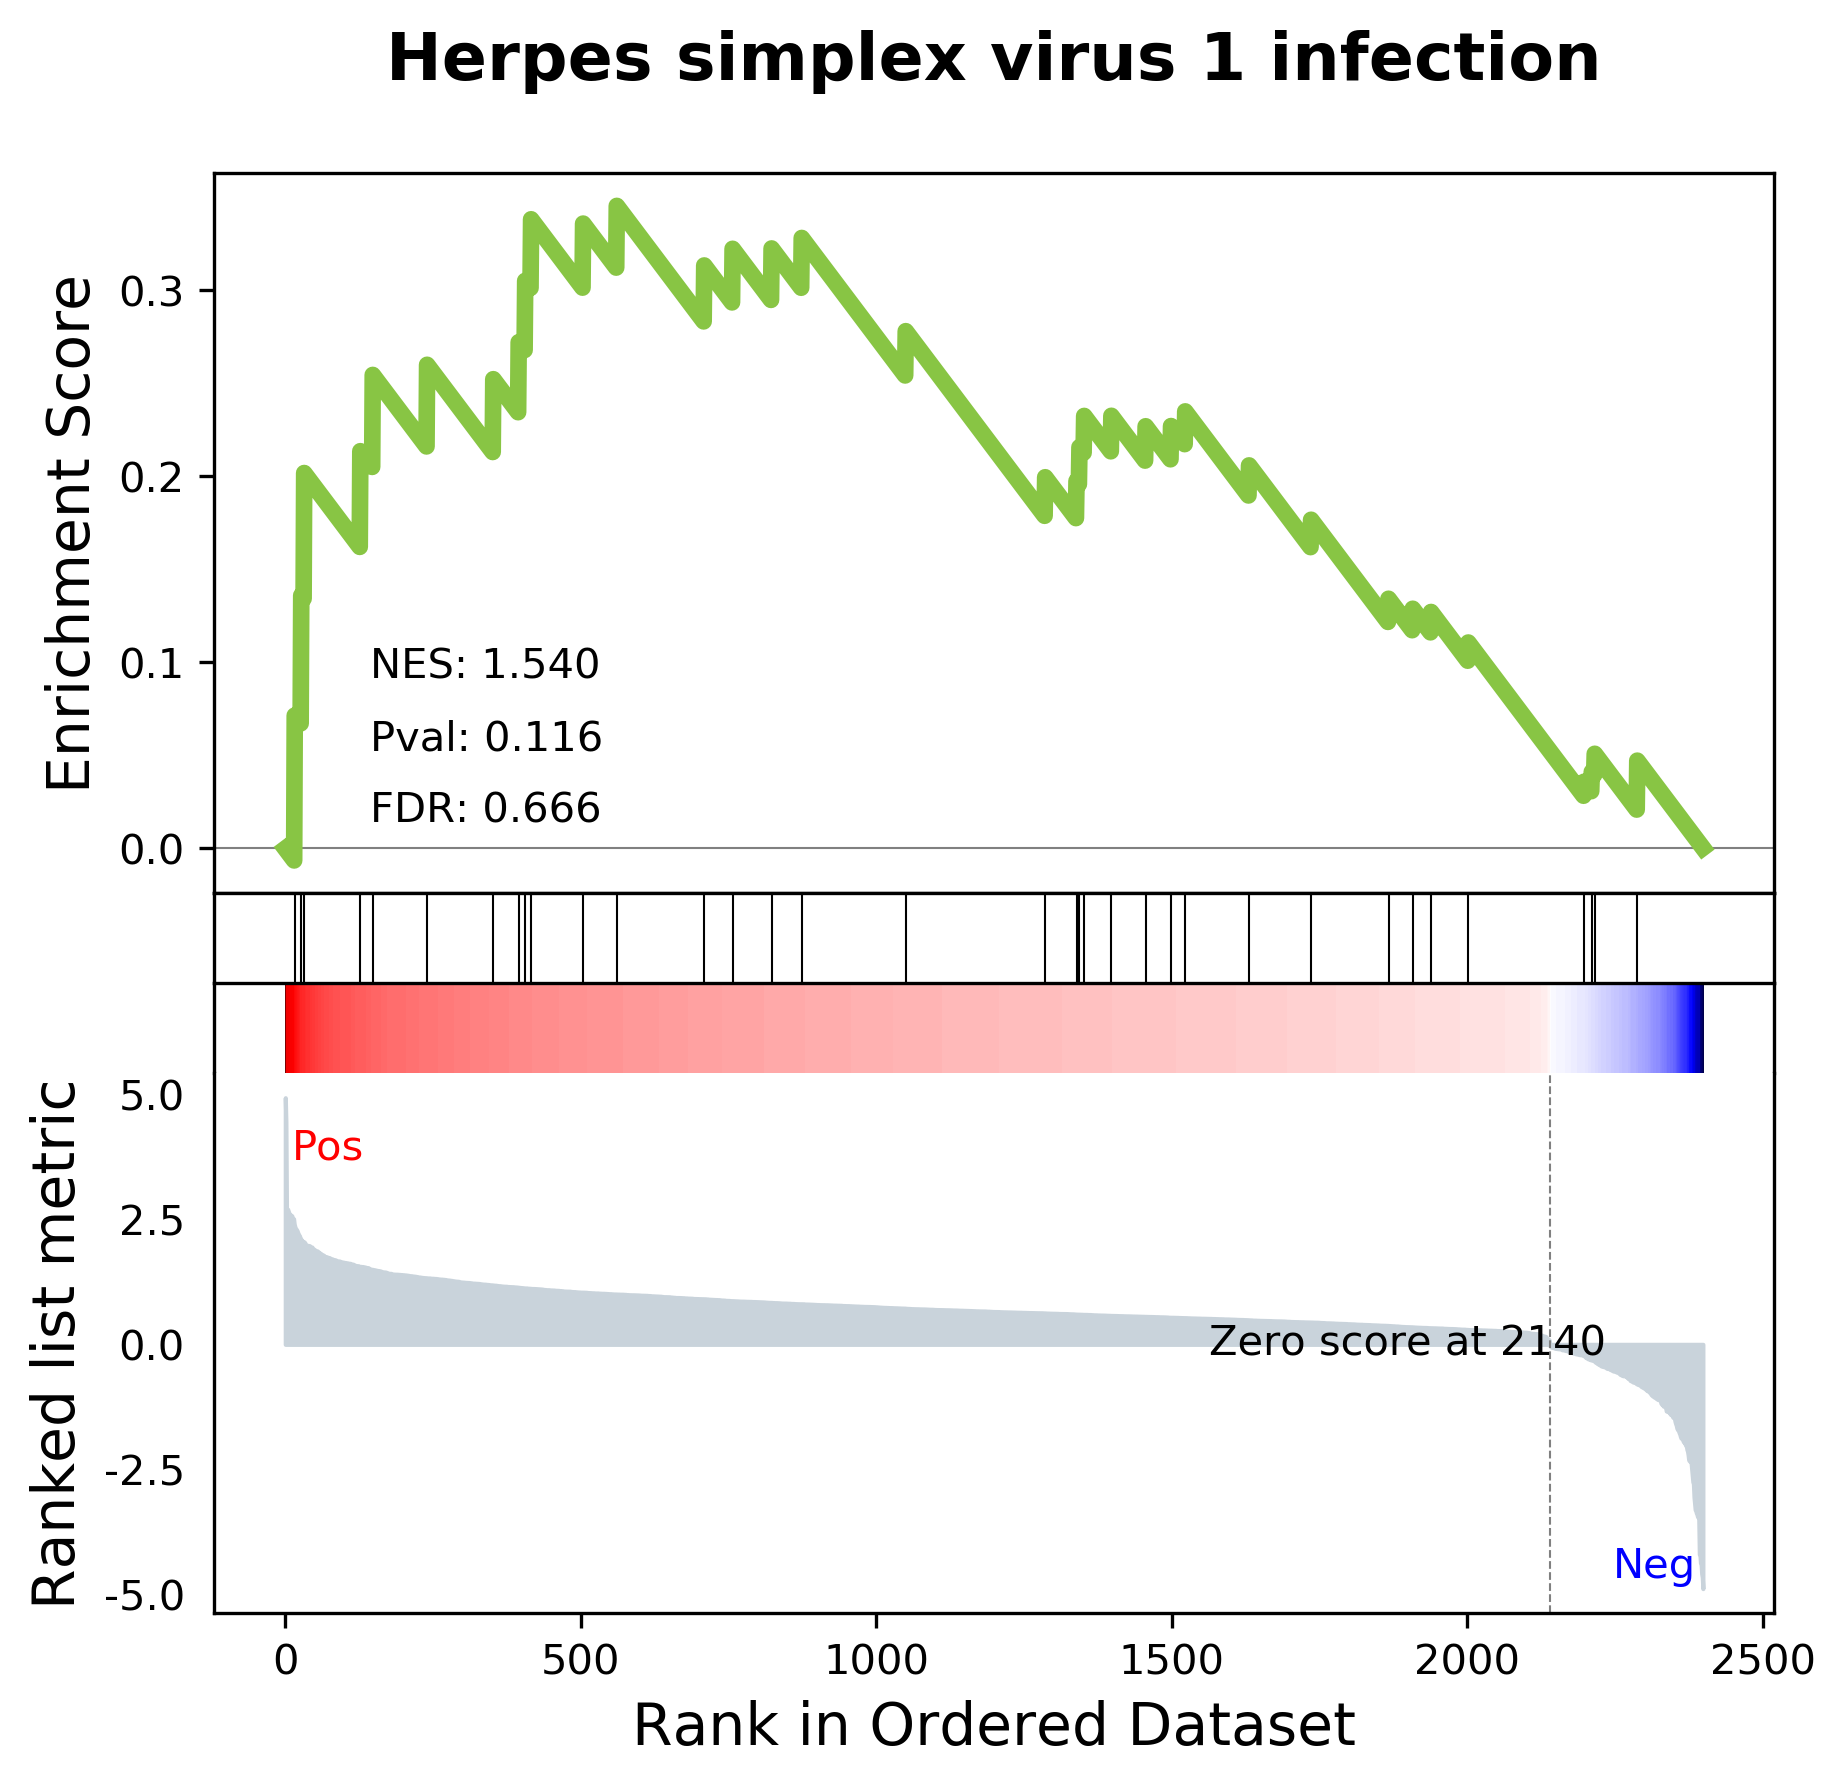 Herpes simplex virus 1 infection
Enrichment Score
0.3
0.2
0.1
0.0
NES: 1.540
Pval: 0.116
FDR: 0.666
Ranked list metric
5.0
2.5
0.0
-2.5
-5.0
Pos
Zero score at 2140
Neg
0 500 1000 1500 2000 2500
Rank in Ordered Dataset